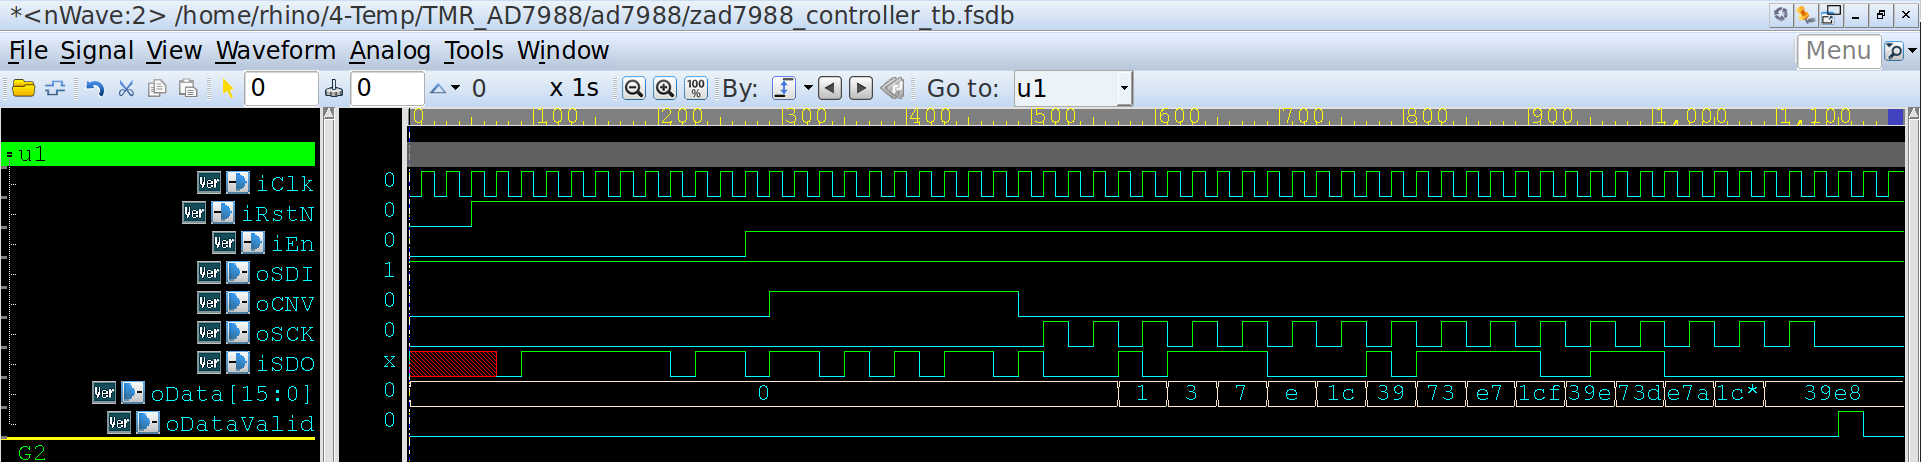 *<nWave:2> /home/rhino/4-Temp/TMR_AD7988/ad7988/zad7988_controller_tb.fsdb
File Signal View Waveform Analog Tools Window Menu
0 0 0 x 1s 100% By: Go to: u1
0 100 200 300 400 500 600 700 800 900 1,000 1,100
= u1
Ver iClk 0
Ver iRstN 0
Ver iEn 0
Ver oSDI 1
Ver oCNV 0
Ver oSCK 0
Ver iSDO x
Ver oData[15:0] 0 0 1 3 7 e 1c 39 73 e7 1cf 39e 73d e7a 1c* 39e8
Ver oDataValid 0
G2